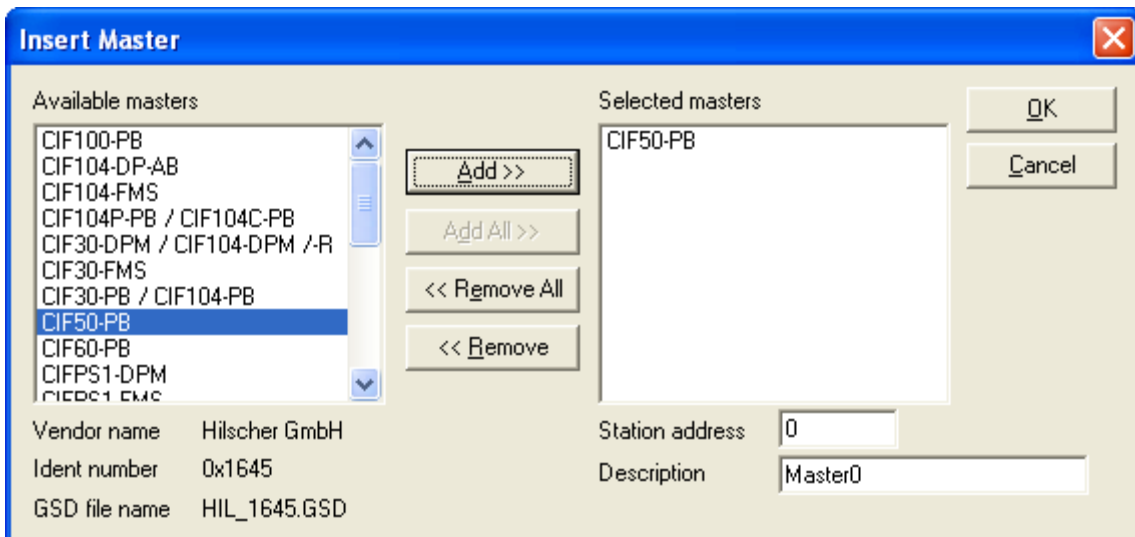 Insert Master
Available masters
CIF100-PB
CIF104-DP-AB
CIF104-FMS
CIF104P-PB / CIF104C-PB
CIF30-DPM / CIF104-DPM /-R
CIF30-FMS
CIF30-PB / CIF104-PB
CIF50-PB
CIF60-PB
CIFPS1-DPM
CIFPS1-FMS
Add >>
Add All >>
<< Remove All
<< Remove
Selected masters
CIF50-PB
OK
Cancel
Vendor name Hilscher GmbH
Ident number 0x1645
GSD file name HIL_1645.GSD
Station address 0
Description Master0